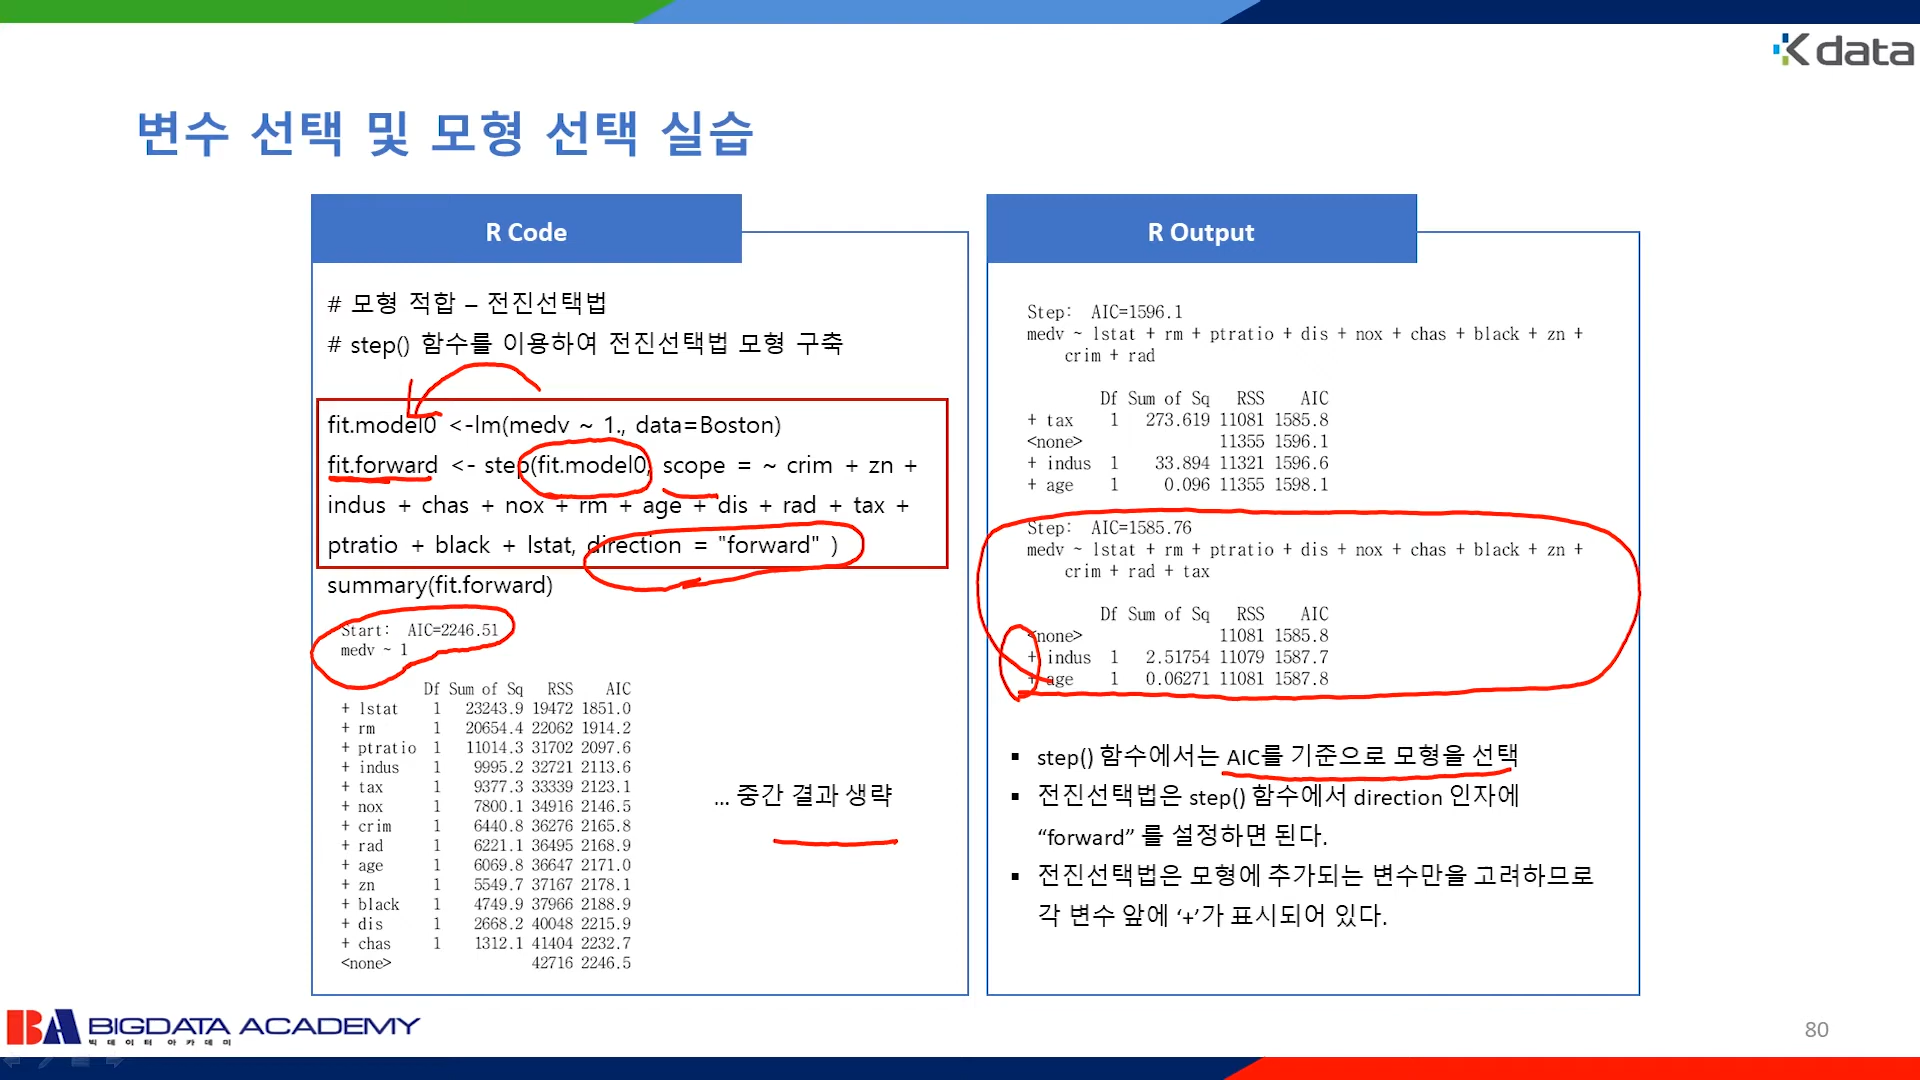 K data
변수 선택 및 모형 선택 실습
R Code
# 모형 적합 – 전진선택법
# step() 함수를 이용하여 전진선택법 모형 구축
fit.model0 <-lm(medv ~ 1., data=Boston)
fit.forward <- step(fit.model0, scope = ~ crim + zn +
indus + chas + nox + rm + age + dis + rad + tax +
ptratio + black + lstat, direction = "forward" )
summary(fit.forward)
Start:  AIC=2246.51
medv ~ 1
Df Sum of Sq RSS AIC
+ lstat 1 23243.9 19472 1851.0
+ rm 1 20654.4 22062 1914.2
+ ptratio 1 11014.3 31702 2097.6
+ indus 1 9995.2 32721 2113.6
+ tax 1 9377.3 33339 2123.1
+ nox 1 7800.1 34916 2146.5
+ crim 1 6440.8 36276 2165.8
+ rad 1 6221.1 36495 2168.9
+ age 1 6069.8 36647 2171.0
+ zn 1 5549.7 37167 2178.1
+ black 1 4749.9 37966 2188.9
+ dis 1 2668.2 40048 2215.9
+ chas 1 1312.1 41404 2232.7
<none> 42716 2246.5
... 중간 결과 생략
R Output
Step:  AIC=1596.1
medv ~ lstat + rm + ptratio + dis + nox + chas + black + zn +
crim + rad
Df Sum of Sq RSS AIC
+ tax 1 273.619 11081 1585.8
<none> 11355 1596.1
+ indus 1 33.894 11321 1596.6
+ age 1 0.096 11355 1598.1
Step:  AIC=1585.76
medv ~ lstat + rm + ptratio + dis + nox + chas + black + zn +
crim + rad + tax
Df Sum of Sq RSS AIC
<none> 11081 1585.8
+ indus 1 2.51754 11079 1587.7
+ age 1 0.06271 11081 1587.8
▪ step() 함수에서는 AIC를 기준으로 모형을 선택
▪ 전진선택법은 step() 함수에서 direction 인자에
“forward” 를 설정하면 된다.
▪ 전진선택법은 모형에 추가되는 변수만을 고려하므로
각 변수 앞에 ‘+’가 표시되어 있다.
BA BIGDATA ACADEMY
빅데이터 아카데미
80